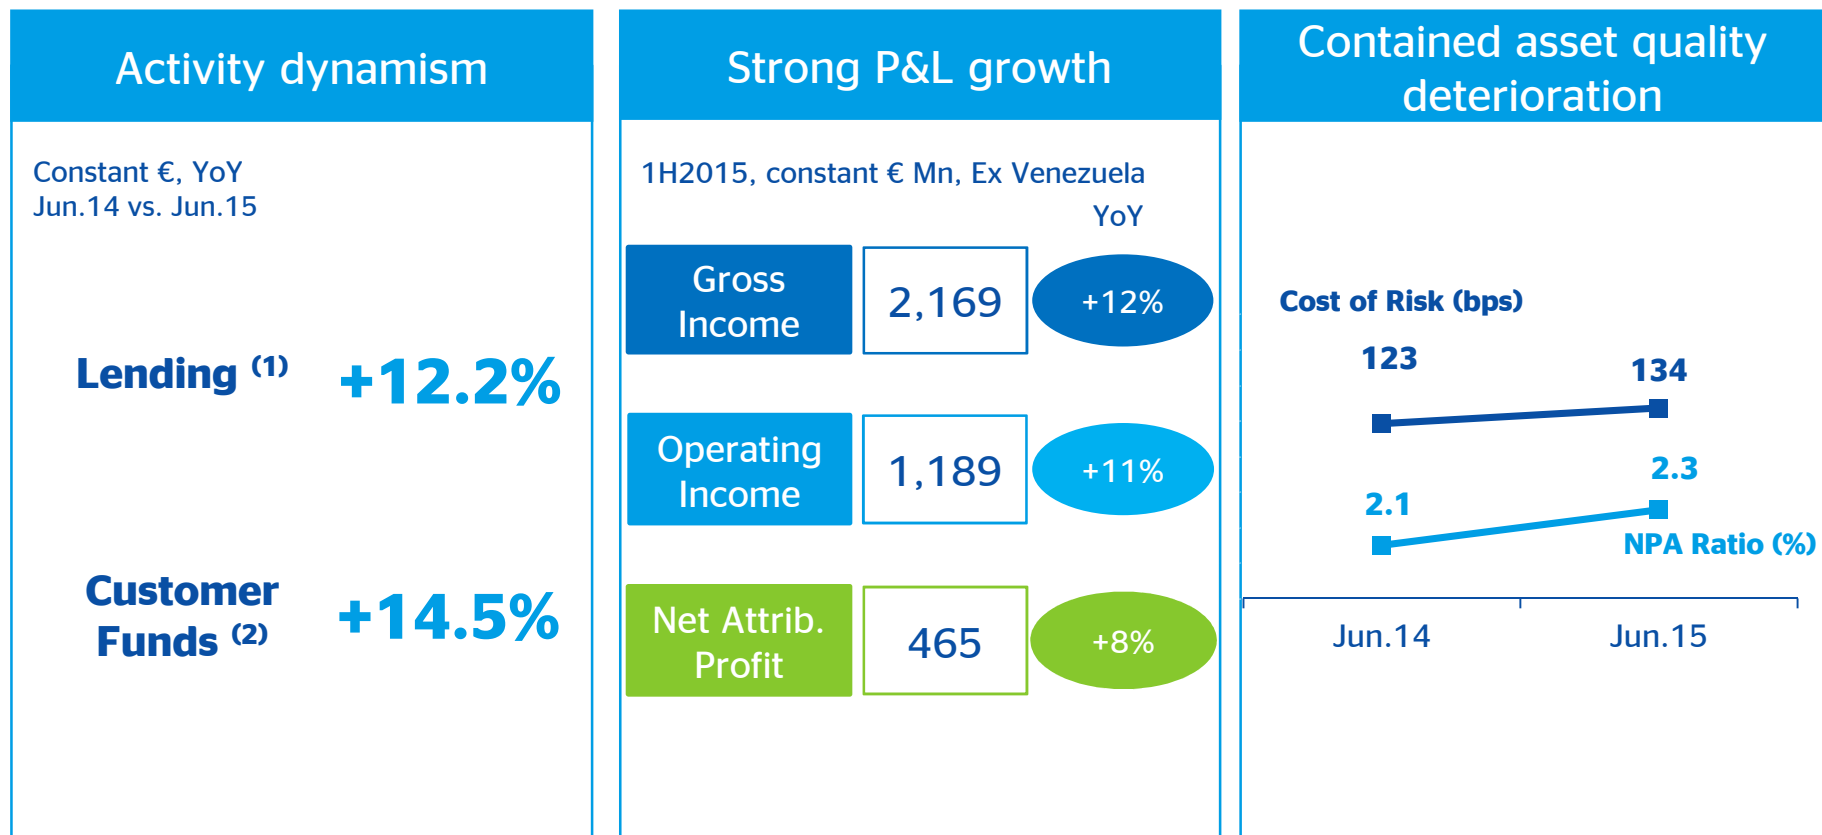 Activity dynamism
Constant €, YoY
Jun.14 vs. Jun.15
Lending (1)
+12.2%
Customer
Funds (2)
+14.5%
Strong P&L growth
1H2015, constant € Mn, Ex Venezuela
YoY
Gross
Income
2,169
+12%
Operating
Income
1,189
+11%
Net Attrib.
Profit
465
+8%
Contained asset quality
deterioration
Cost of Risk (bps)
123
134
2.1
2.3
NPA Ratio (%)
Jun.14
Jun.15